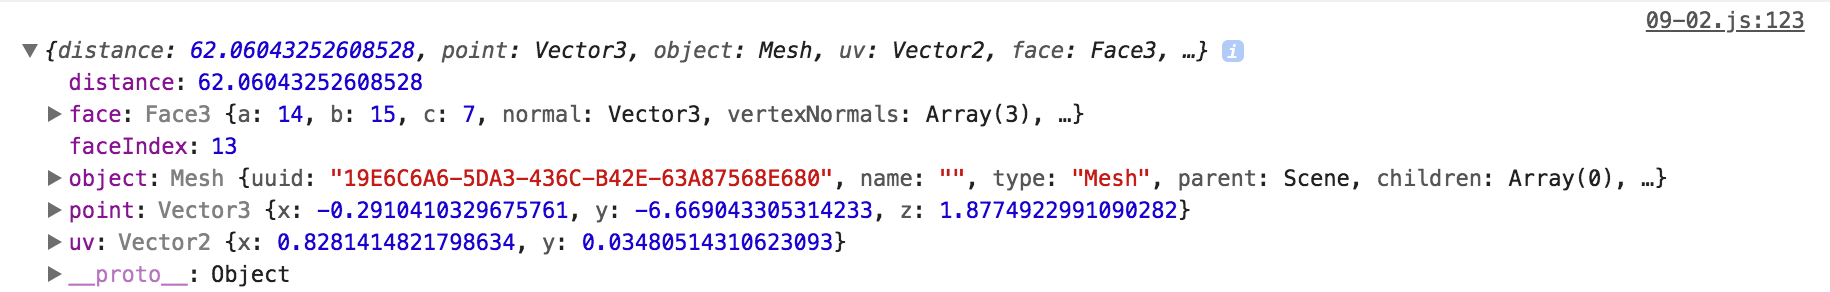 09-02.js:123
▼{distance: 62.06043252608528, point: Vector3, object: Mesh, uv: Vector2, face: Face3, …} i
distance: 62.06043252608528
▶face: Face3 {a: 14, b: 15, c: 7, normal: Vector3, vertexNormals: Array(3), …}
faceIndex: 13
▶object: Mesh {uuid: "19E6C6A6-5DA3-436C-B42E-63A87568E680", name: "", type: "Mesh", parent: Scene, children: Array(0), …}
▶point: Vector3 {x: -0.2910410329675761, y: -6.669043305314233, z: 1.8774922991090282}
▶uv: Vector2 {x: 0.8281414821798634, y: 0.03480514310623093}
▶__proto__: Object